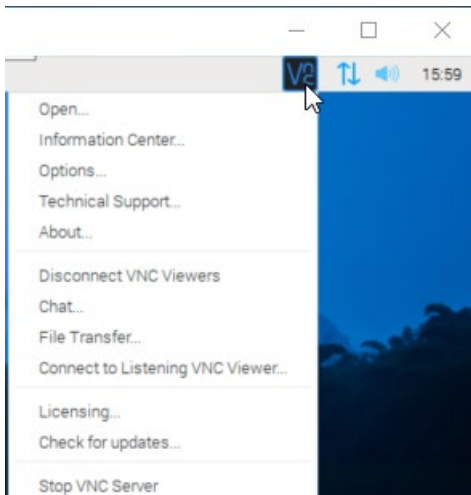 V2 15:59
Open...
Information Center...
Options...
Technical Support...
About...
Disconnect VNC Viewers
Chat...
File Transfer...
Connect to Listening VNC Viewer...
Licensing...
Check for updates...
Stop VNC Server